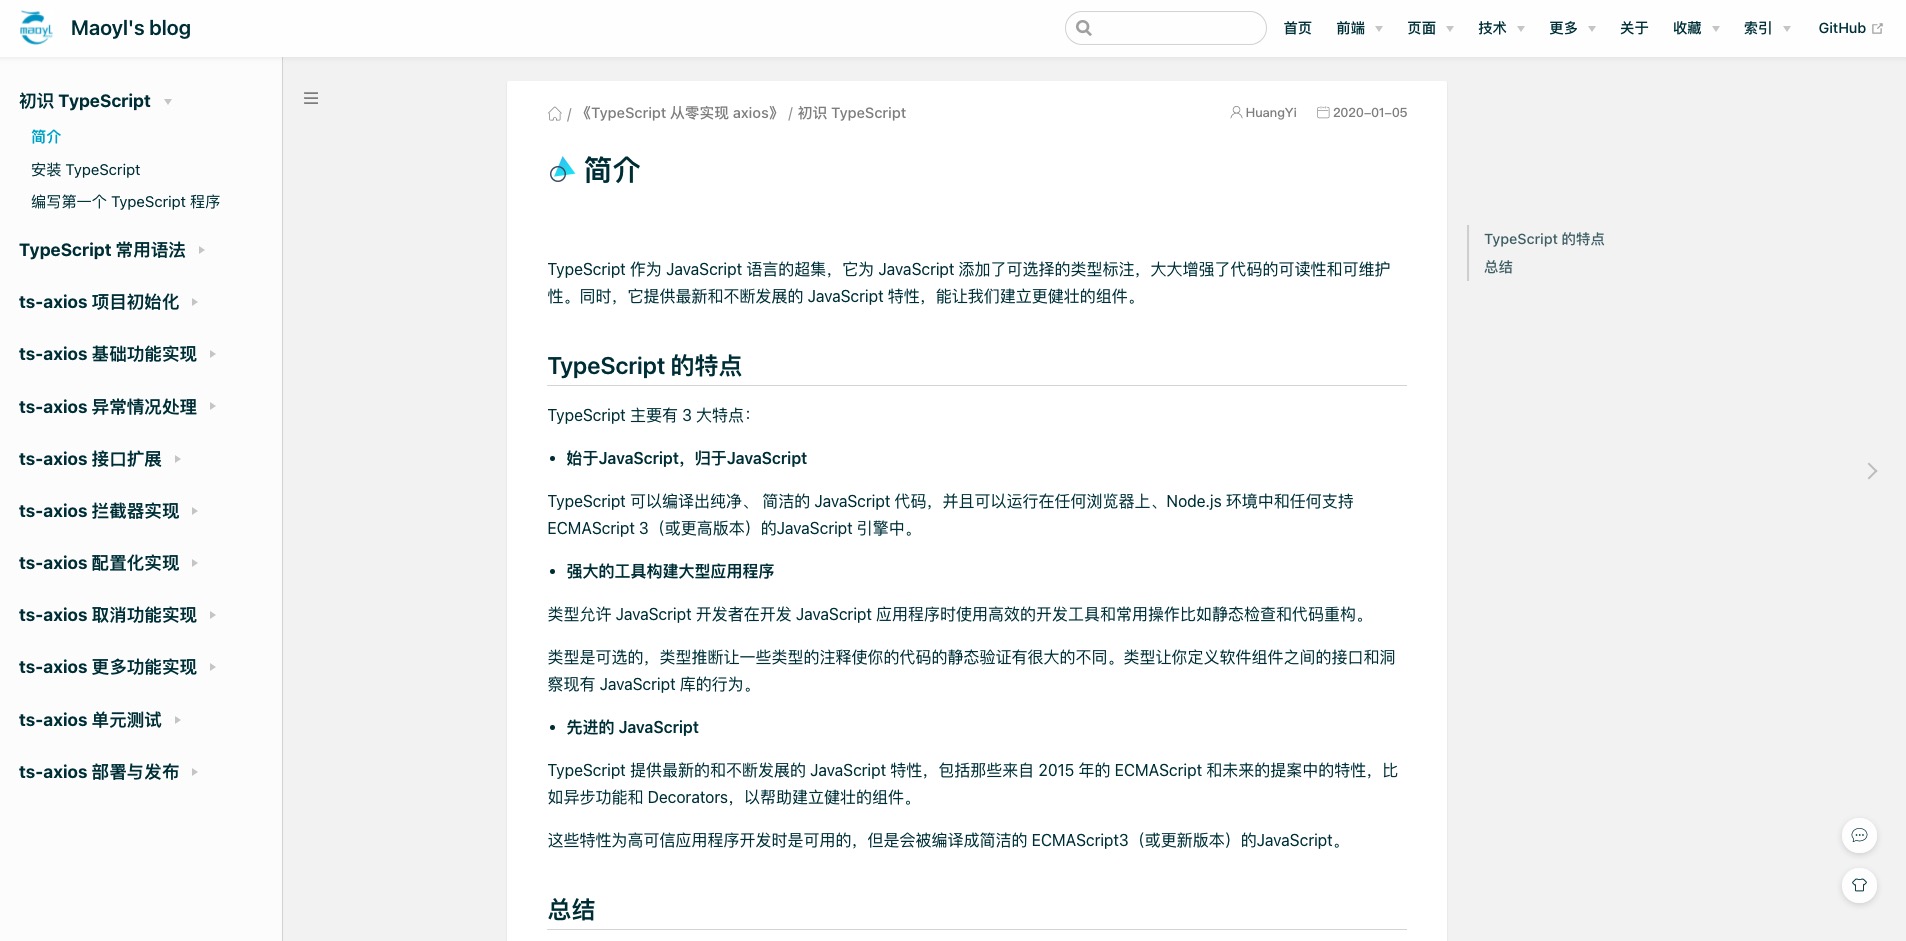 maoyl
Maoyl's blog
首页
前端
页面
技术
更多
关于
收藏
索引
GitHub
初识 TypeScript
简介
安装 TypeScript
编写第一个 TypeScript 程序
TypeScript 常用语法
ts-axios 项目初始化
ts-axios 基础功能实现
ts-axios 异常情况处理
ts-axios 接口扩展
ts-axios 拦截器实现
ts-axios 配置化实现
ts-axios 取消功能实现
ts-axios 更多功能实现
ts-axios 单元测试
ts-axios 部署与发布
/ 《TypeScript 从零实现 axios》 / 初识 TypeScript
HuangYi
2020-01-05
简介
TypeScript 作为 JavaScript 语言的超集，它为 JavaScript 添加了可选择的类型标注，大大增强了代码的可读性和可维护
性。同时，它提供最新和不断发展的 JavaScript 特性，能让我们建立更健壮的组件。
TypeScript 的特点
TypeScript 主要有 3 大特点：
• 始于JavaScript，归于JavaScript
TypeScript 可以编译出纯净、 简洁的 JavaScript 代码，并且可以运行在任何浏览器上、Node.js 环境中和任何支持
ECMAScript 3（或更高版本）的JavaScript 引擎中。
• 强大的工具构建大型应用程序
类型允许 JavaScript 开发者在开发 JavaScript 应用程序时使用高效的开发工具和常用操作比如静态检查和代码重构。
类型是可选的，类型推断让一些类型的注释使你的代码的静态验证有很大的不同。类型让你定义软件组件之间的接口和洞
察现有 JavaScript 库的行为。
• 先进的 JavaScript
TypeScript 提供最新的和不断发展的 JavaScript 特性，包括那些来自 2015 年的 ECMAScript 和未来的提案中的特性，比
如异步功能和 Decorators，以帮助建立健壮的组件。
这些特性为高可信应用程序开发时是可用的，但是会被编译成简洁的 ECMAScript3（或更新版本）的JavaScript。
总结
TypeScript 的特点
总结